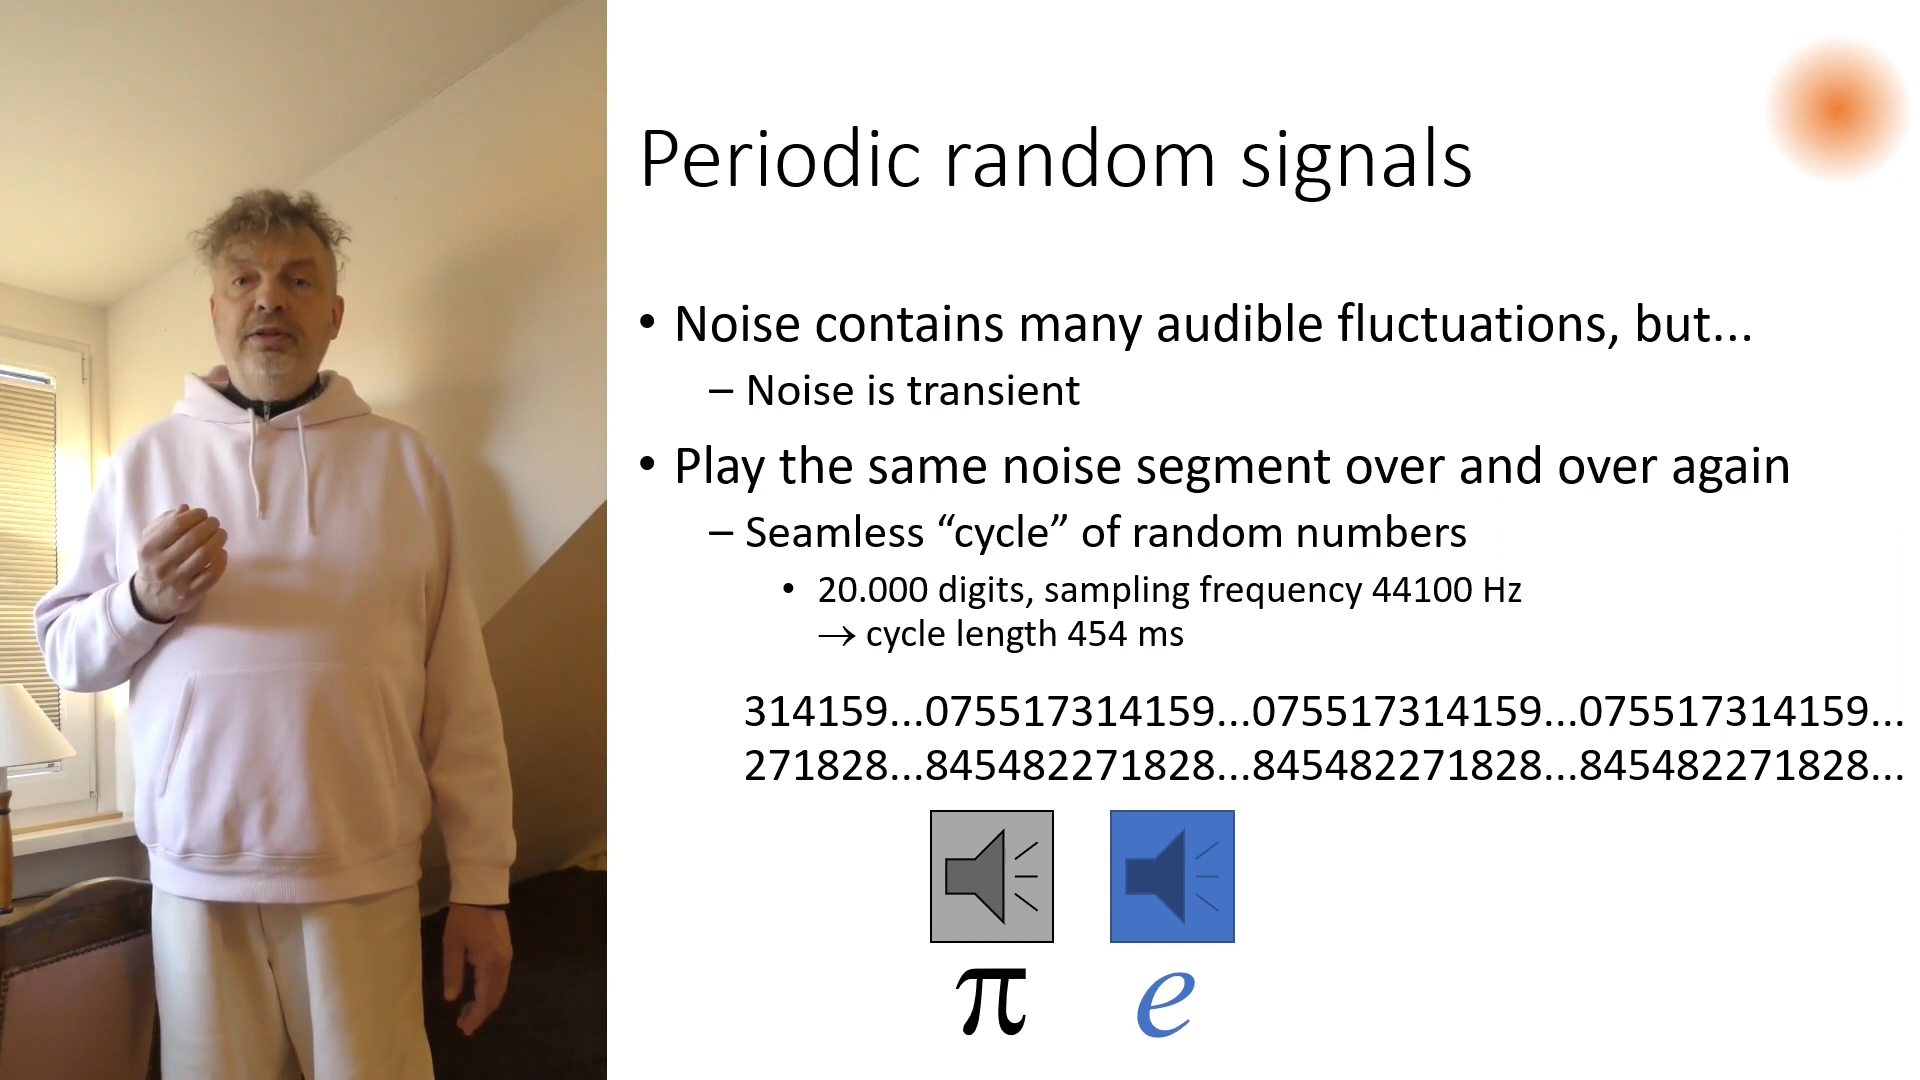 Periodic random signals
• Noise contains many audible fluctuations, but...
– Noise is transient
• Play the same noise segment over and over again
– Seamless “cycle” of random numbers
• 20.000 digits, sampling frequency 44100 Hz
→ cycle length 454 ms
314159...075517314159...075517314159...075517314159...
271828...845482271828...845482271828...845482271828...
π e